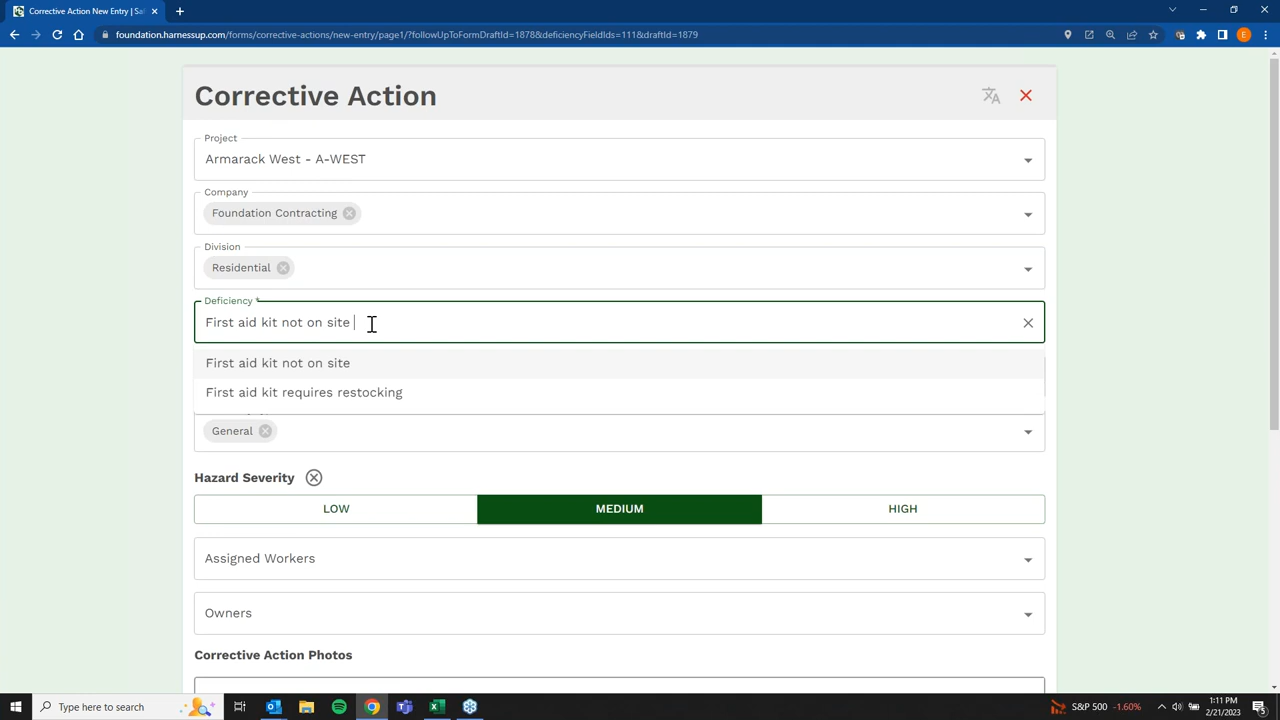 Corrective Action New Entry | Sal
foundation.harnessup.com/forms/corrective-actions/new-entry/page1/?followUpToFormDraftId=1878&deficiencyFieldIds=111&draftId=1879
E
Corrective Action
Project
Armarack West - A-WEST
Company
Foundation Contracting
Division
Residential
Deficiency *
First aid kit not on site
First aid kit not on site
First aid kit requires restocking
General
Hazard Severity
LOW
MEDIUM
HIGH
Assigned Workers
Owners
Corrective Action Photos
Type here to search
S&P 500 -1.60%
1:11 PM
2/21/2023